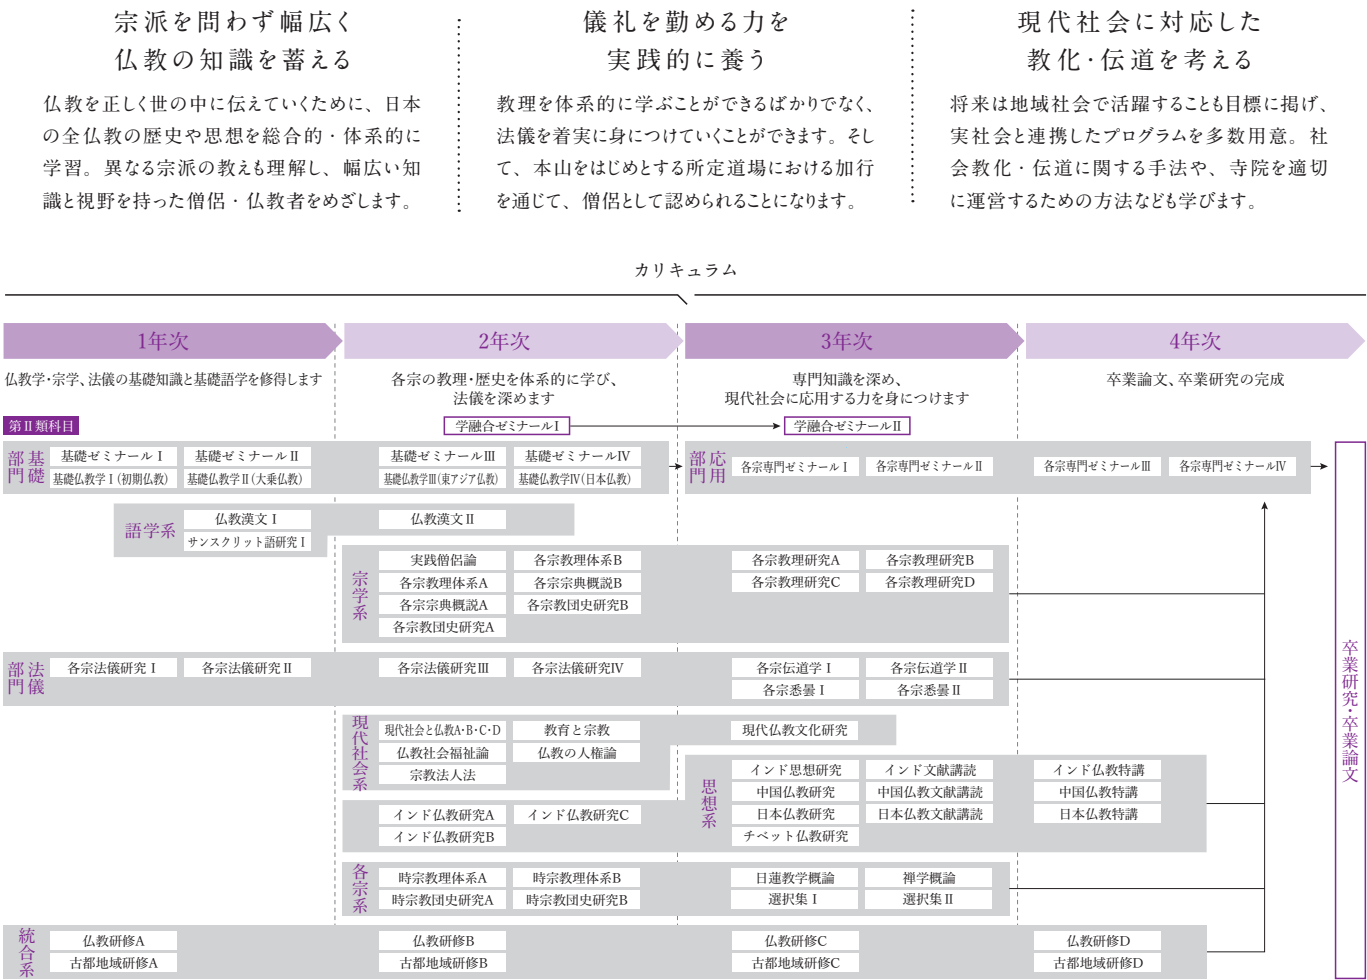 宗派を問わず幅広く
仏教の知識を蓄える
仏教を正しく世の中に伝えていくために、日本
の全仏教の歴史や思想を総合的・体系的に
学習。異なる宗派の教えも理解し、幅広い知
識と視野を持った僧侶・仏教者をめざします。
儀礼を勤める力を
実践的に養う
教理を体系的に学ぶことができるばかりでなく、
法儀を着実に身につけていくことができます。そし
て、本山をはじめとする所定道場における加行
を通じて、僧侶として認められることになります。
現代社会に対応した
教化・伝道を考える
将来は地域社会で活躍することも目標に掲げ、
実社会と連携したプログラムを多数用意。社
会教化・伝道に関する手法や、寺院を適切
に運営するための方法なども学びます。
カリキュラム
1年次
2年次
3年次
4年次
仏教学・宗学、法儀の基礎知識と基礎語学を修得します
各宗の教理・歴史を体系的に学び、
法儀を深めます
専門知識を深め、
現代社会に応用する力を身につけます
卒業論文、卒業研究の完成
第Ⅱ類科目
学融合ゼミナールⅠ
学融合ゼミナールⅡ
基礎部門
基礎ゼミナールⅠ
基礎ゼミナールⅡ
基礎ゼミナールⅢ
基礎ゼミナールⅣ
基礎仏教学Ⅰ(初期仏教)
基礎仏教学Ⅱ(大乗仏教)
基礎仏教学Ⅲ(東アジア仏教)
基礎仏教学Ⅳ(日本仏教)
応用部門
各宗専門ゼミナールⅠ
各宗専門ゼミナールⅡ
各宗専門ゼミナールⅢ
各宗専門ゼミナールⅣ
語学系
仏教漢文Ⅰ
仏教漢文Ⅱ
サンスクリット語研究Ⅰ
宗学系
実践僧侶論
各宗教理体系B
各宗教理体系A
各宗宗典概説B
各宗宗典概説A
各宗教団史研究B
各宗教団史研究A
各宗教理研究A
各宗教理研究B
各宗教理研究C
各宗教理研究D
法儀部門
各宗法儀研究Ⅰ
各宗法儀研究Ⅱ
各宗法儀研究Ⅲ
各宗法儀研究Ⅳ
各宗伝道学Ⅰ
各宗伝道学Ⅱ
各宗悉曇Ⅰ
各宗悉曇Ⅱ
現代社会系
現代社会と仏教A・B・C・D
教育と宗教
現代仏教文化研究
仏教社会福祉論
仏教の人権論
宗教法人法
思想系
インド仏教研究A
インド仏教研究C
インド仏教研究B
インド思想研究
インド文献講読
インド仏教特講
中国仏教研究
中国仏教文献講読
中国仏教特講
日本仏教研究
日本仏教文献講読
日本仏教特講
チベット仏教研究
各宗系
時宗教理体系A
時宗教理体系B
日蓮教学概論
禅学概論
時宗教団史研究A
時宗教団史研究B
選択集Ⅰ
選択集Ⅱ
統合系
仏教研修A
仏教研修B
仏教研修C
仏教研修D
古都地域研修A
古都地域研修B
古都地域研修C
古都地域研修D
卒業研究・卒業論文